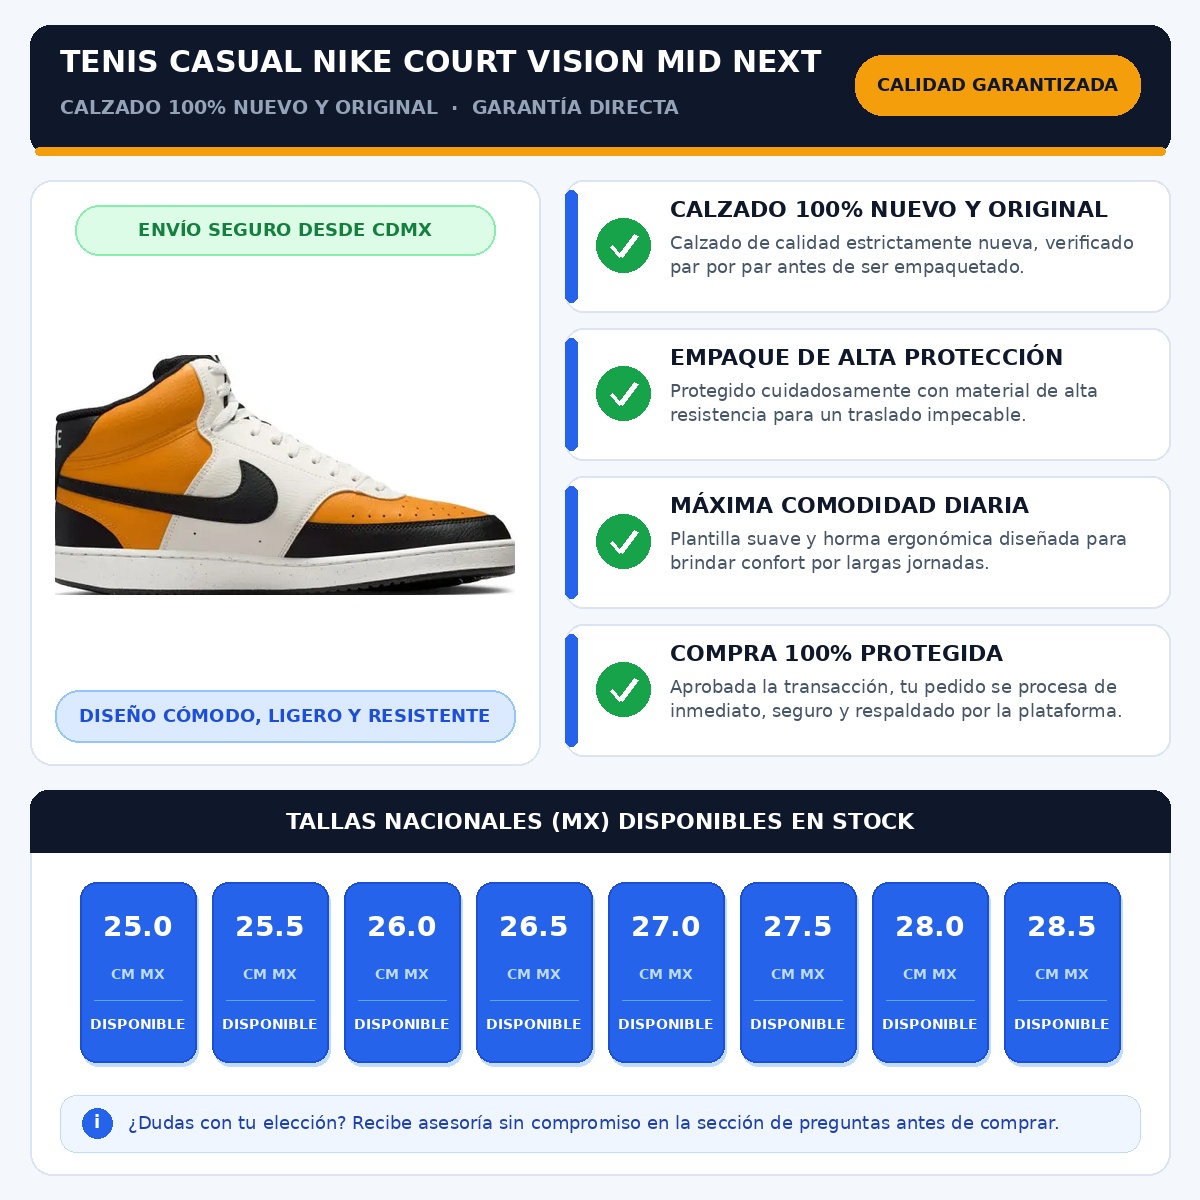 TENIS CASUAL NIKE COURT VISION MID NEXT
CALZADO 100% NUEVO Y ORIGINAL · GARANTÍA DIRECTA
CALIDAD GARANTIZADA
ENVÍO SEGURO DESDE CDMX
DISEÑO CÓMODO, LIGERO Y RESISTENTE
CALZADO 100% NUEVO Y ORIGINAL
Calzado de calidad estrictamente nueva, verificado
par por par antes de ser empaquetado.
EMPAQUE DE ALTA PROTECCIÓN
Protegido cuidadosamente con material de alta
resistencia para un traslado impecable.
MÁXIMA COMODIDAD DIARIA
Plantilla suave y horma ergonómica diseñada para
brindar confort por largas jornadas.
COMPRA 100% PROTEGIDA
Aprobada la transacción, tu pedido se procesa de
inmediato, seguro y respaldado por la plataforma.
TALLAS NACIONALES (MX) DISPONIBLES EN STOCK
25.0 25.5 26.0 26.5 27.0 27.5 28.0 28.5
CM MX CM MX CM MX CM MX CM MX CM MX CM MX CM MX
DISPONIBLE DISPONIBLE DISPONIBLE DISPONIBLE DISPONIBLE DISPONIBLE DISPONIBLE DISPONIBLE
i ¿Dudas con tu elección? Recibe asesoría sin compromiso en la sección de preguntas antes de comprar.